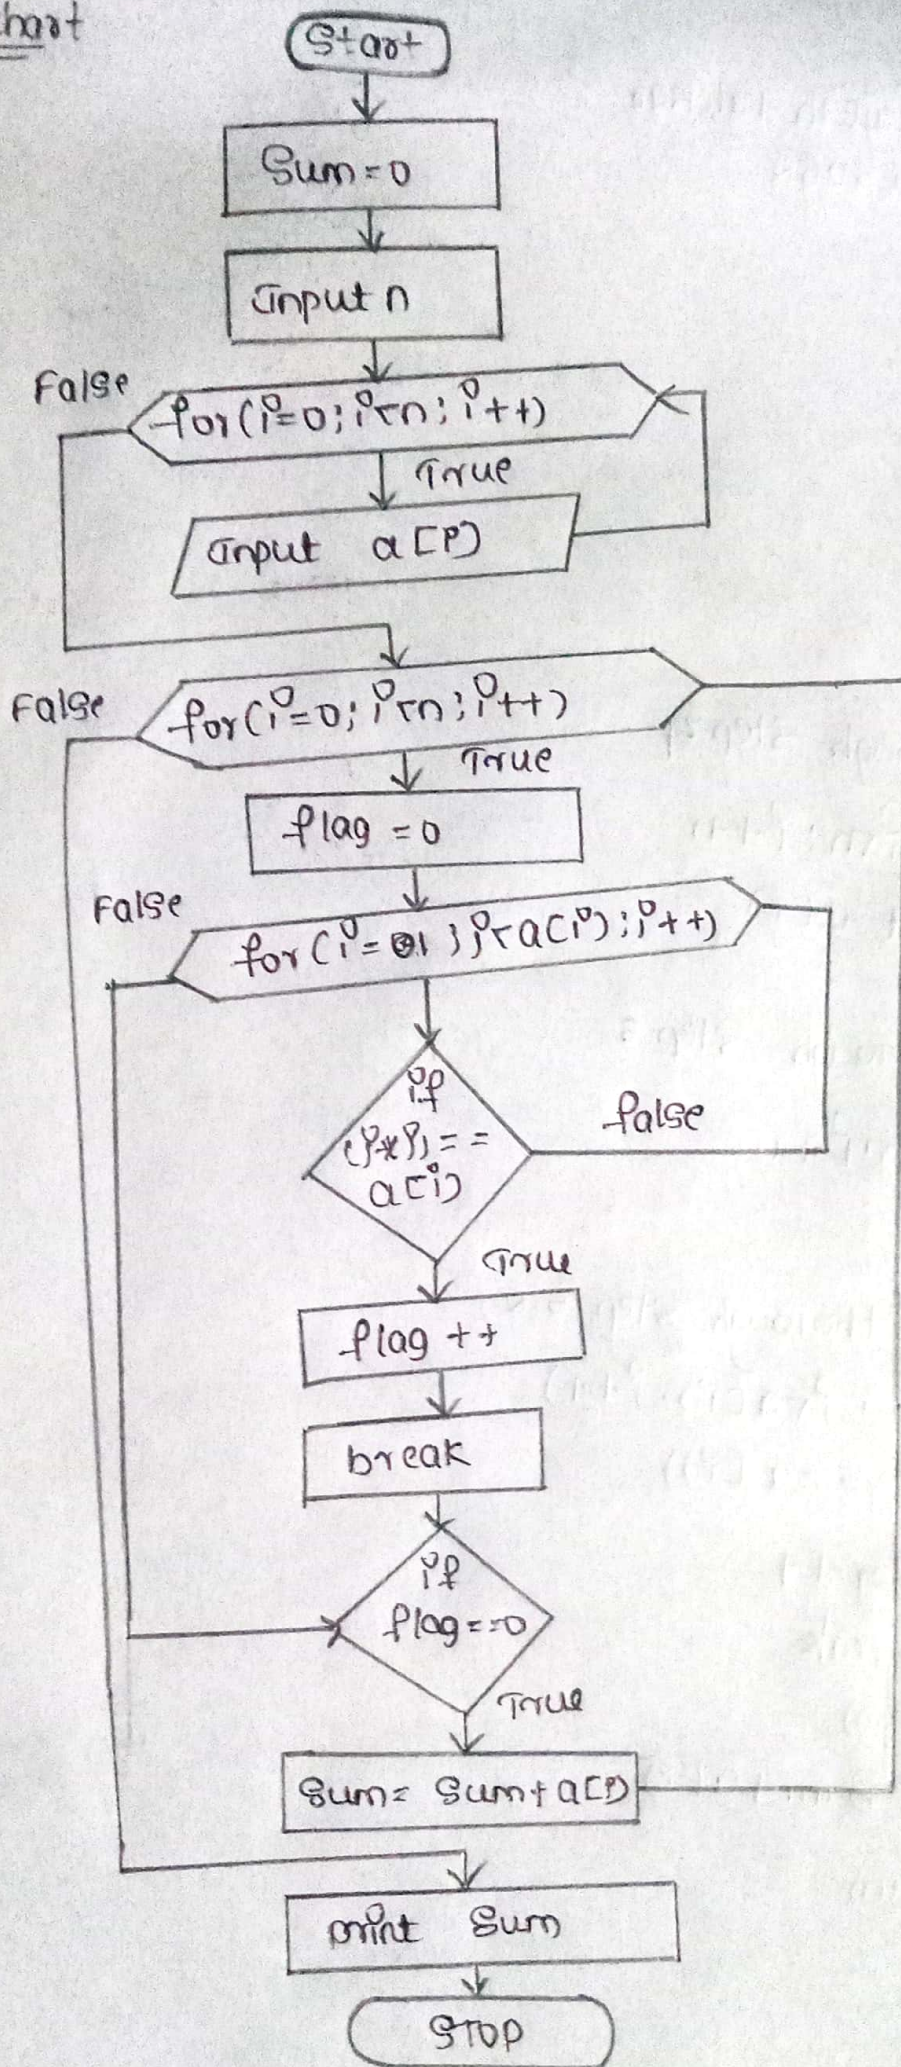 hart
Start
Sum=0
Input n
False
for(i=0;i<n;i++)
True
Input a[i]
False
for(i=0;i<n;i++)
True
flag=0
False
for(j=1;j<a[i];j++)
if
(j*j)==
a[i]
false
True
flag++
break
if
flag==0
True
Sum=Sum+a[i]
print Sum
STOP